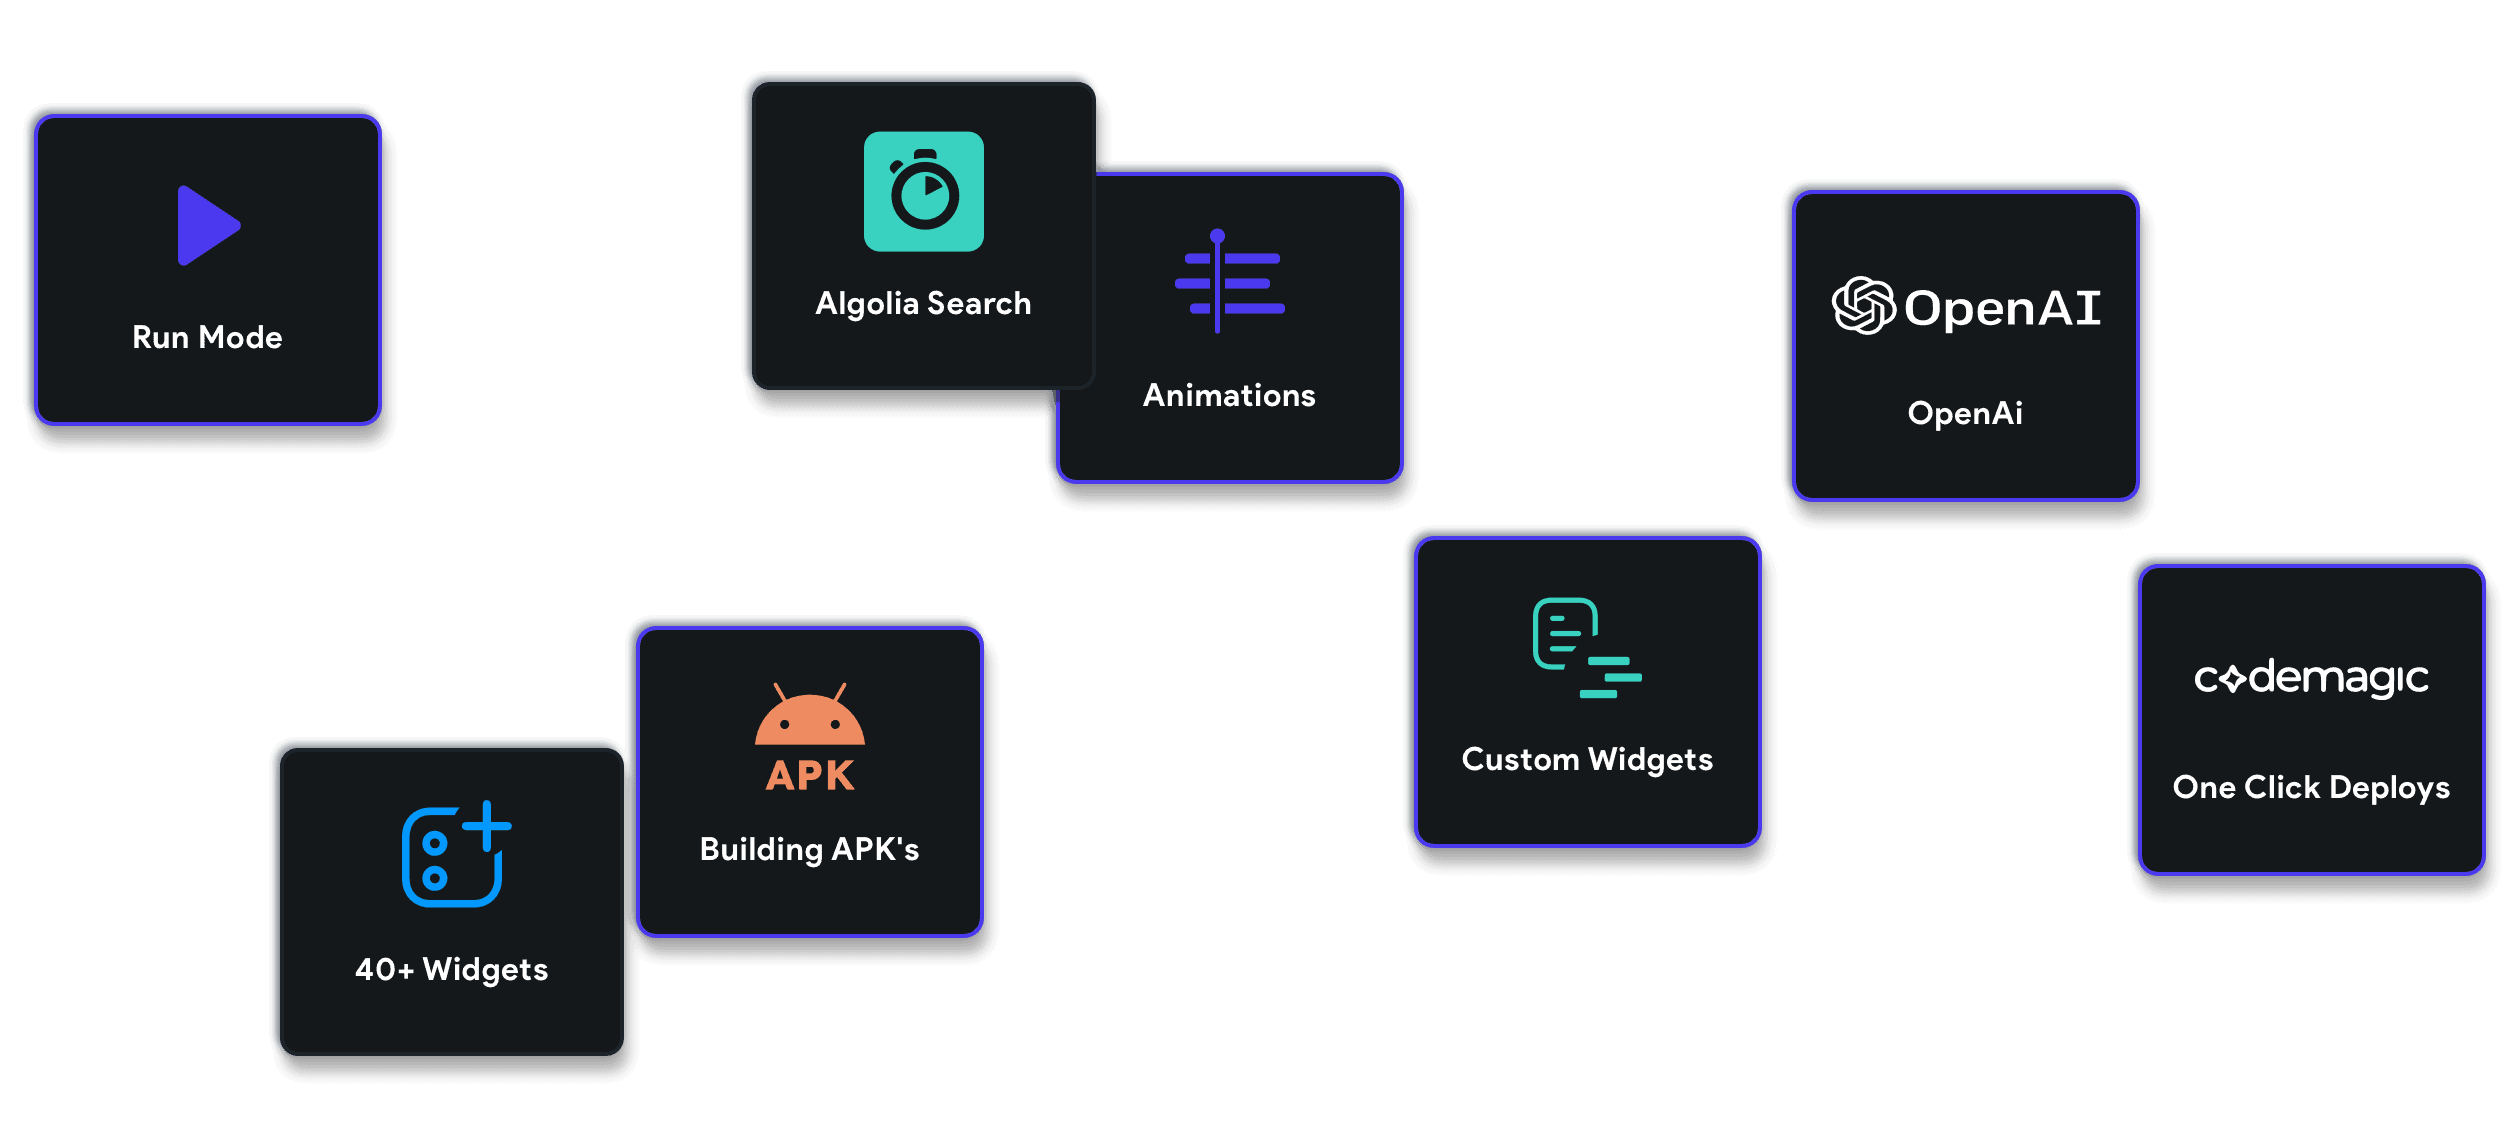 Run Mode
Algolia Search
Animations
OpenAI
OpenAi
40+ Widgets
APK
Building APK's
Custom Widgets
codemagic
One Click Deploys